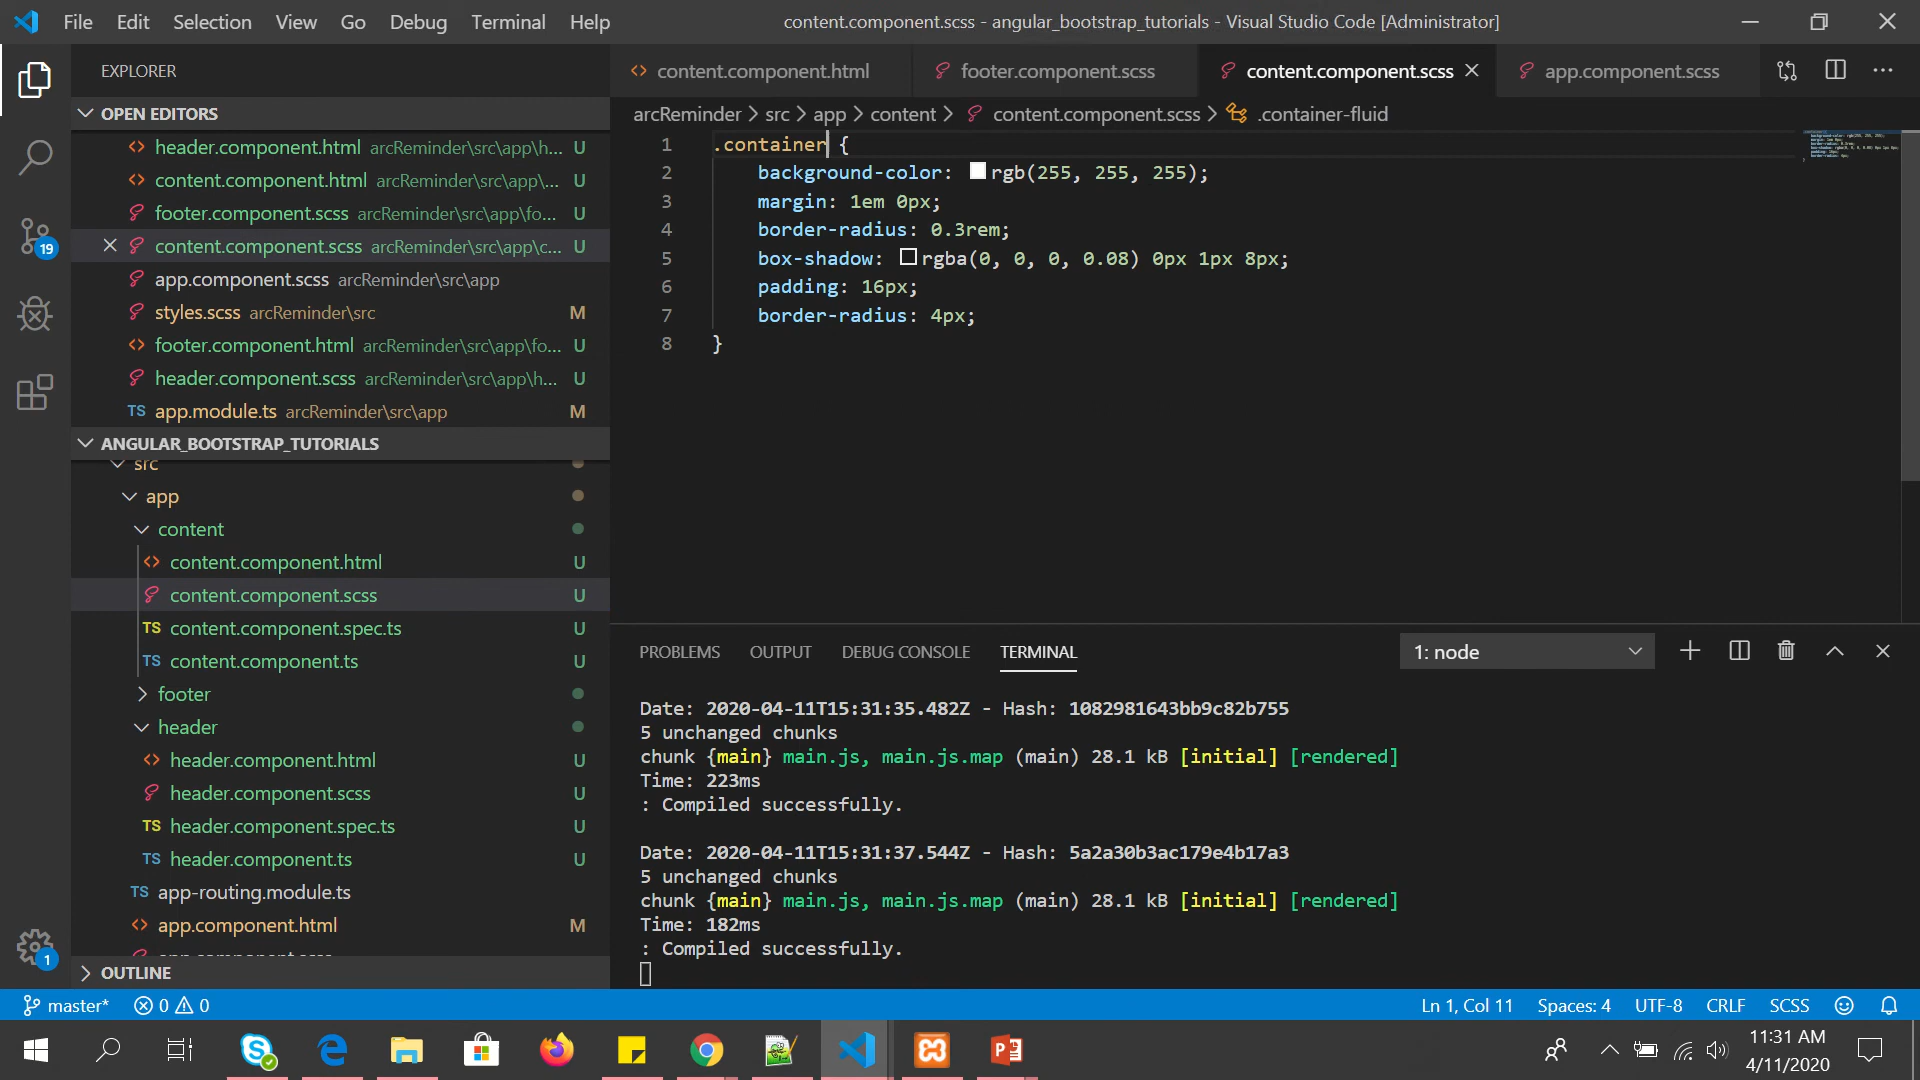 File Edit Selection View Go Debug Terminal Help
content.component.scss - angular_bootstrap_tutorials - Visual Studio Code [Administrator]
EXPLORER
content.component.html
footer.component.scss
content.component.scss
app.component.scss
OPEN EDITORS
arcReminder > src > app > content > content.component.scss > .container-fluid
header.component.html arcReminder\src\app\h... U
content.component.html arcReminder\src\app\... U
footer.component.scss arcReminder\src\app\fo... U
content.component.scss arcReminder\src\app\c... U
app.component.scss arcReminder\src\app
styles.scss arcReminder\src M
footer.component.html arcReminder\src\app\fo... U
header.component.scss arcReminder\src\app\h... U
TS app.module.ts arcReminder\src\app M
ANGULAR_BOOTSTRAP_TUTORIALS
src
app
content
content.component.html U
content.component.scss U
TS content.component.spec.ts U
TS content.component.ts U
footer
header
header.component.html U
header.component.scss U
TS header.component.spec.ts U
TS header.component.ts U
TS app-routing.module.ts
app.component.html M
OUTLINE
1 .container {
2 background-color: rgb(255, 255, 255);
3 margin: 1em 0px;
4 border-radius: 0.3rem;
5 box-shadow: rgba(0, 0, 0, 0.08) 0px 1px 8px;
6 padding: 16px;
7 border-radius: 4px;
8 }
PROBLEMS OUTPUT DEBUG CONSOLE TERMINAL
1: node
Date: 2020-04-11T15:31:35.482Z - Hash: 1082981643bb9c82b755
5 unchanged chunks
chunk {main} main.js, main.js.map (main) 28.1 kB [initial] [rendered]
Time: 223ms
: Compiled successfully.
Date: 2020-04-11T15:31:37.544Z - Hash: 5a2a30b3ac179e4b17a3
5 unchanged chunks
chunk {main} main.js, main.js.map (main) 28.1 kB [initial] [rendered]
Time: 182ms
: Compiled successfully.
19
1
master* 0 0
Ln 1, Col 11 Spaces: 4 UTF-8 CRLF SCSS
11:31 AM
4/11/2020